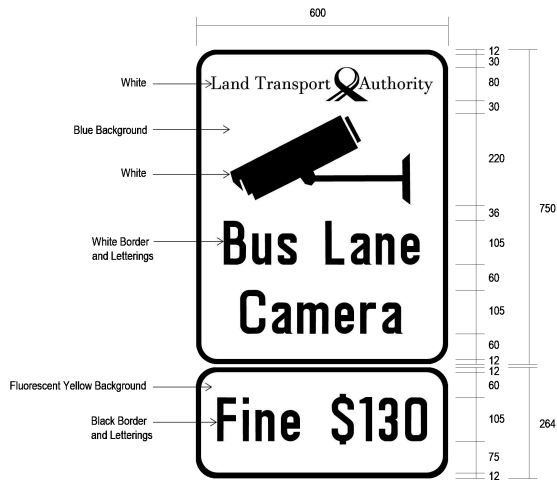 600
12
30
White
Land Transport Authority
80
30
Blue Background
White
220
36
750
White Border
and Letterings
Bus Lane
105
60
Camera
105
60
12
12
Fluorescent Yellow Background
60
Black Border
and Letterings
Fine $130
105
264
75
12